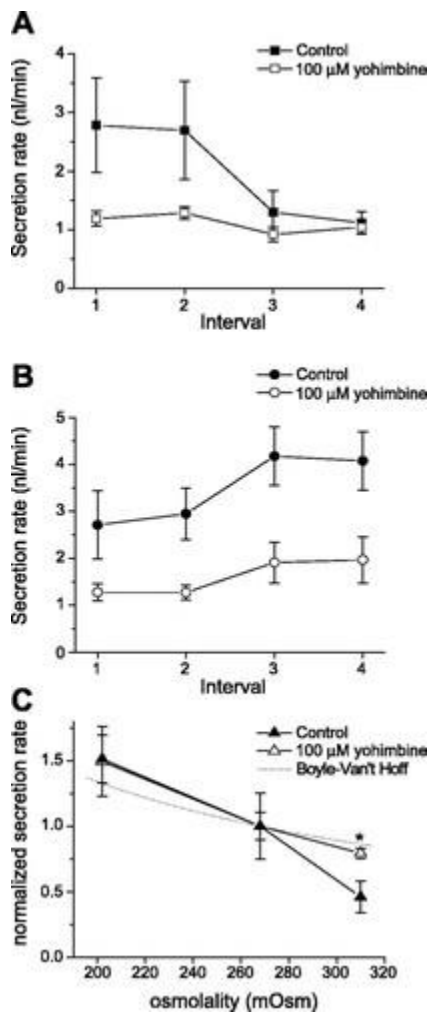 A
Control
100 µM yohimbine
Secretion rate (nl/min)
4
3
2
1
0
1 2 3 4
Interval
B
Control
100 µM yohimbine
Secretion rate (nl/min)
5
4
3
2
1
0
1 2 3 4
Interval
C
Control
100 µM yohimbine
Boyle-Van't Hoff
normalized secretion rate
1.5
1.0
0.5
0.0
*
200 220 240 260 280 300 320
osmolality (mOsm)